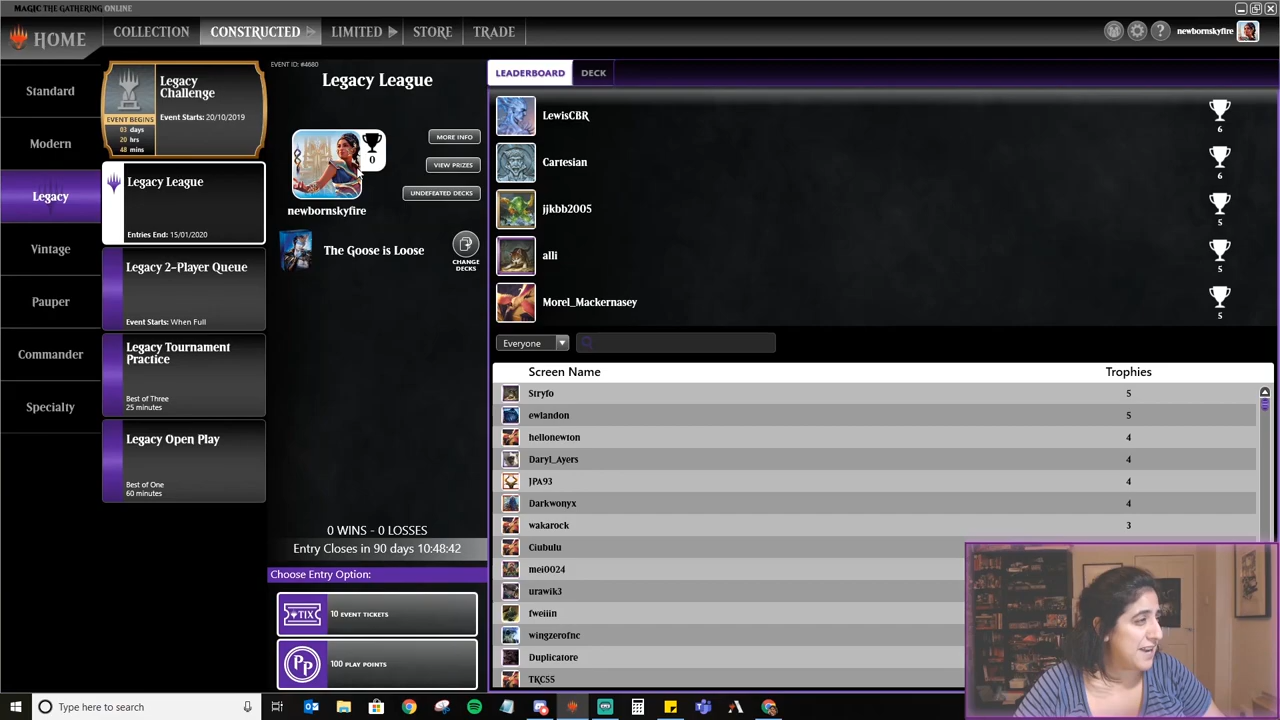 MAGIC THE GATHERING ONLINE
HOME
COLLECTION
CONSTRUCTED
LIMITED
STORE
TRADE
newbornskyfire
Standard
Modern
Legacy
Vintage
Pauper
Commander
Specialty
Legacy
Challenge
Event Starts: 20/10/2019
EVENT BEGINS
03 days
20 hrs
48 mins
Legacy League
Entries End: 15/01/2020
Legacy 2-Player Queue
Event Starts: When Full
Legacy Tournament
Practice
Best of Three
25 minutes
Legacy Open Play
Best of One
60 minutes
EVENT ID: #4680
Legacy League
0
MORE INFO
VIEW PRIZES
UNDEFEATED DECKS
newbornskyfire
The Goose is Loose
CHANGE
DECKS
0 WINS - 0 LOSSES
Entry Closes in 90 days 10:48:42
Choose Entry Option:
TIX
10 EVENT TICKETS
PP
100 PLAY POINTS
LEADERBOARD
DECK
LewisCBR
6
Cartesian
6
jjkbb2005
5
alli
5
Morel_Mackernasey
5
Everyone
Screen Name
Trophies
Stryfo
5
ewlandon
5
hellonewton
4
Daryl_Ayers
4
JPA93
4
Darkwonyx
4
wakarock
3
Ciubulu
mei0024
urawik3
fweiiin
wingzerofnc
Duplicatore
TKCSS
Type here to search